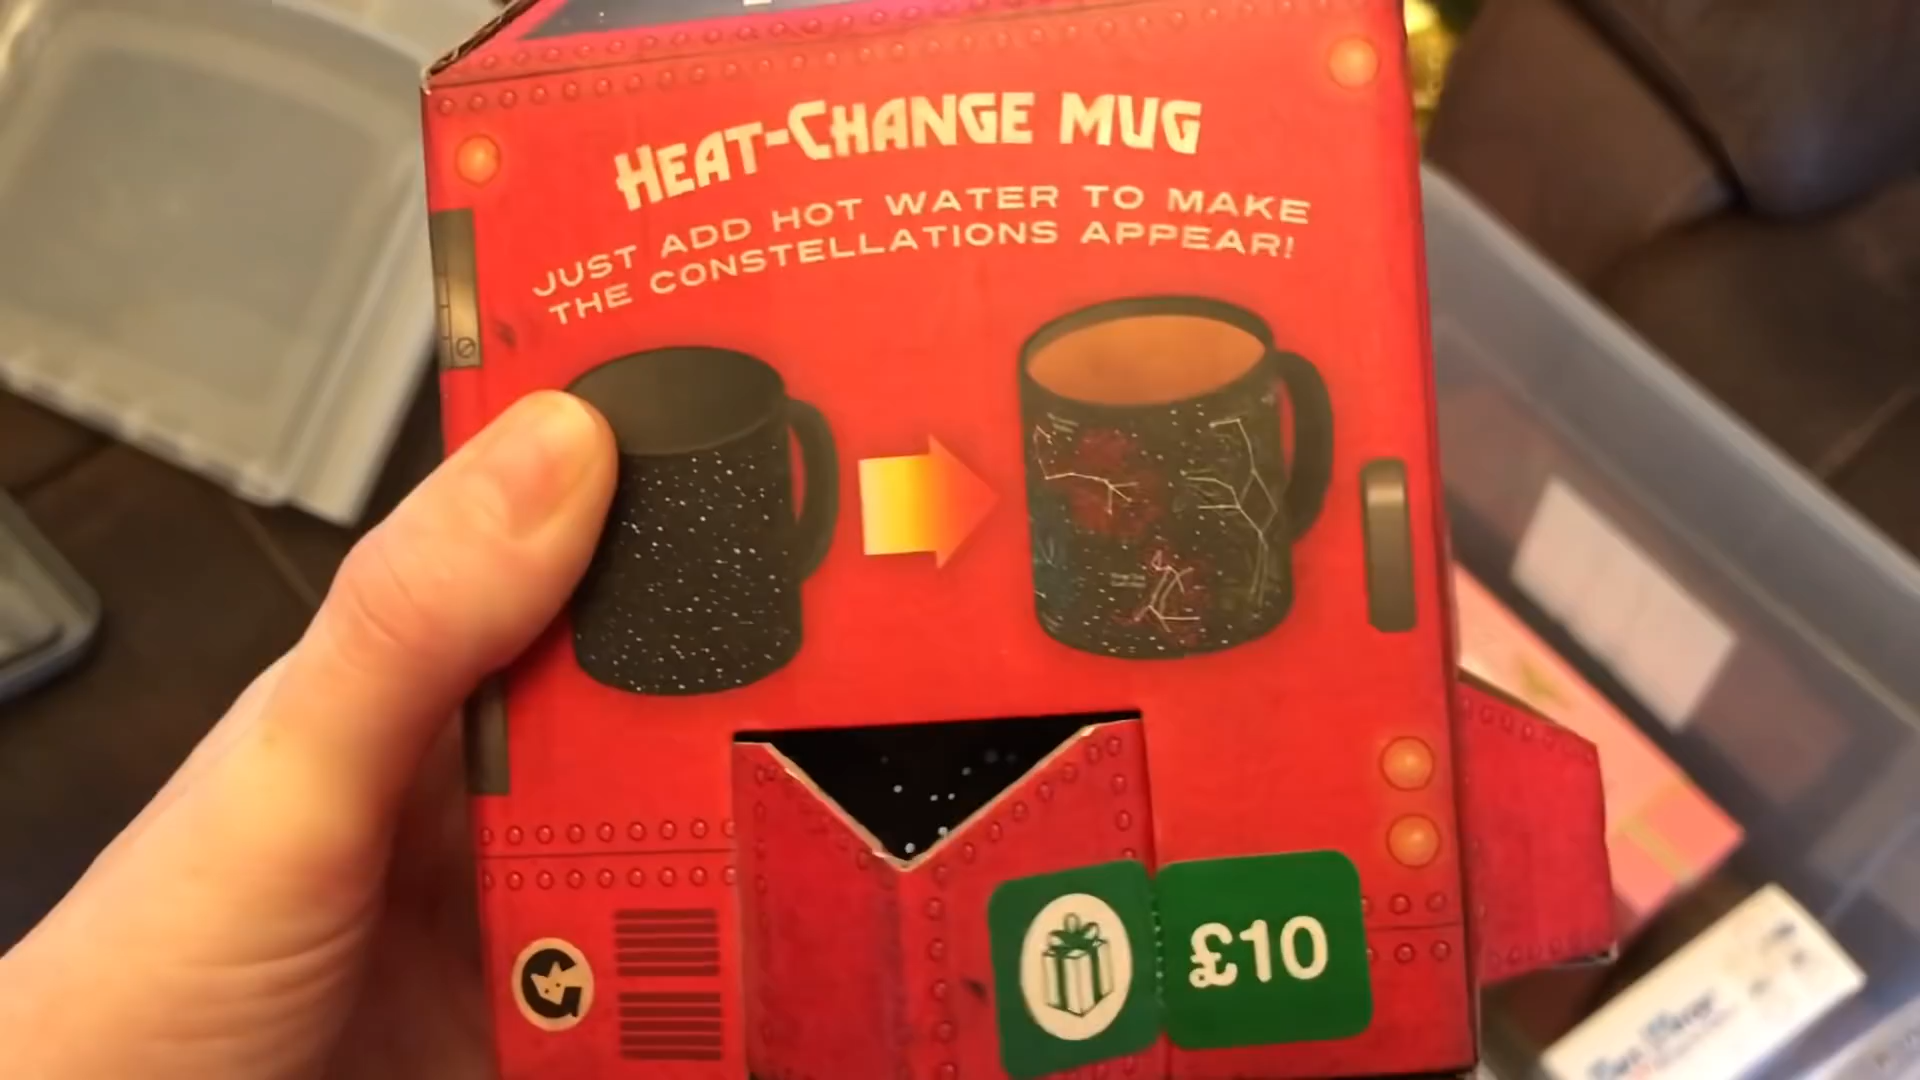 HEAT-CHANGE MUG
JUST ADD HOT WATER TO MAKE
THE CONSTELLATIONS APPEAR!
£10